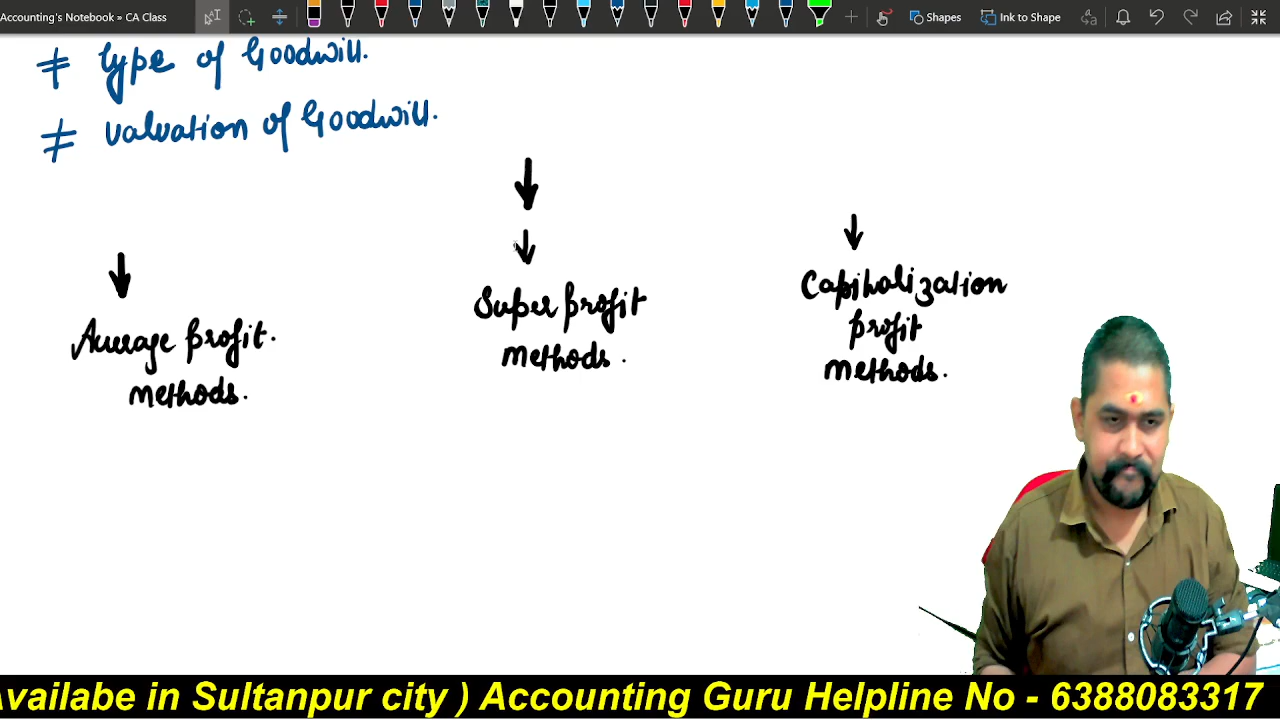 Accounting's Notebook » CA Class
Shapes
Ink to Shape
≠ type of Goodwill.
≠ valuation of Goodwill.
Average profit.
methods.
Super profit
methods.
Capitalization
profit
methods.
Availabe in Sultanpur city ) Accounting Guru Helpline No - 6388083317